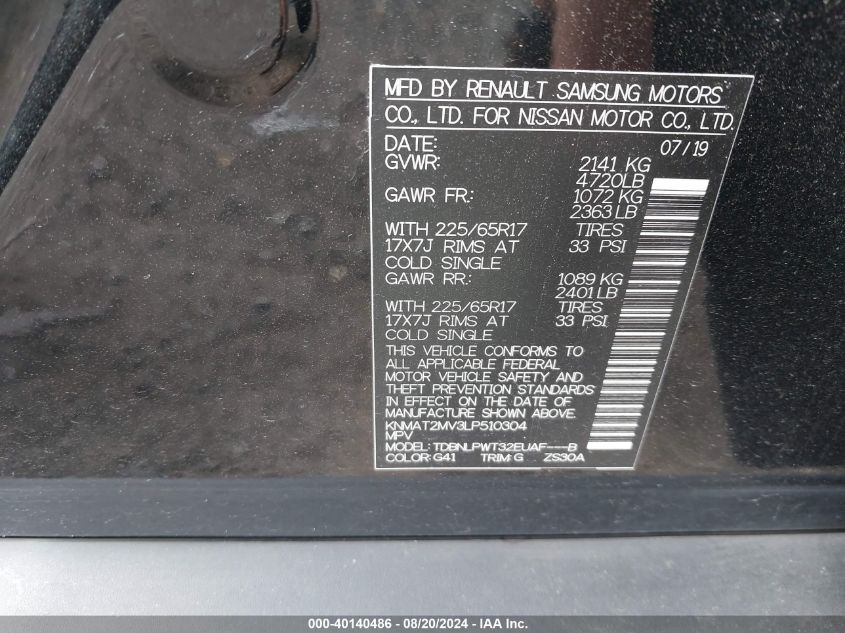 MFD BY RENAULT SAMSUNG MOTORS
CO., LTD. FOR NISSAN MOTOR CO., LTD.
DATE: 07/19
GVWR: 2141 KG
4720LB
GAWR FR.: 1072 KG
2363LB
WITH 225/65R17 TIRES
17X7J RIMS AT 33 PSI
COLD SINGLE
GAWR RR.: 1089 KG
2401LB
WITH 225/65R17 TIRES
17X7J RIMS AT 33 PSI
COLD SINGLE
THIS VEHICLE CONFORMS TO
ALL APPLICABLE FEDERAL
MOTOR VEHICLE SAFETY AND
THEFT PREVENTION STANDARDS
IN EFFECT ON THE DATE OF
MANUFACTURE SHOWN ABOVE.
KNMAT2MV3LP510304
MPV
MODEL: TDBNLPWT32EUAF---B
COLOR:G41 TRIM:G ZS30A
000-40140486 - 08/20/2024 - IAA Inc.